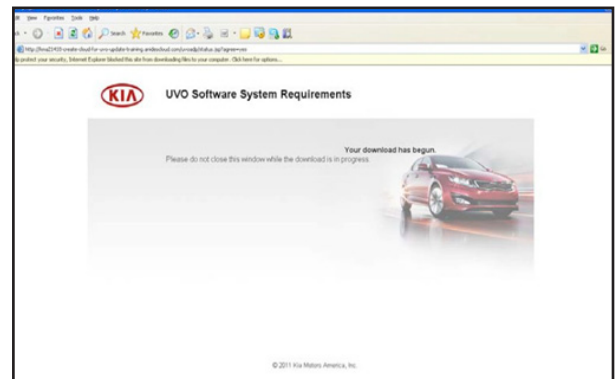 View Favorites Tools Help
Search Favorites
To help protect your security, Internet Explorer blocked this site from downloading files to your computer. Click here for options...
KIA UVO Software System Requirements
Your download has begun.
Please do not close this window while the download is in progress.
© 2011 Kia Motors America, Inc.